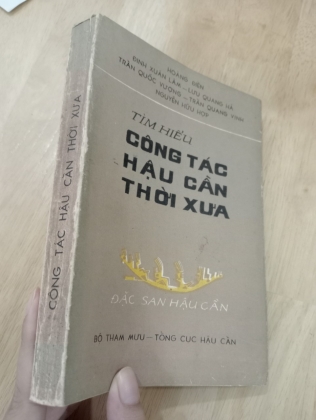 HOÀNG ĐIỀN
ĐINH XUÂN LÂM - LƯU QUANG HÀ
TRẦN QUỐC VƯỢNG - TRẦN QUANG VINH
NGUYỄN HỮU HỢP
TÌM HIỂU
CÔNG TÁC
HẬU CẦN
THỜI XƯA
ĐẶC SAN HẬU CẦN
BỘ THAM MƯU - TỔNG CỤC HẬU CẦN
CÔNG TÁC HẬU CẦN THỜI XƯA